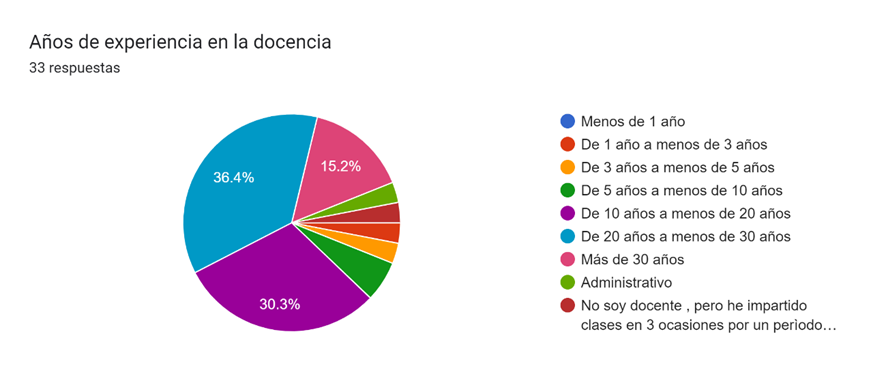 Años de experiencia en la docencia
33 respuestas
36.4%
15.2%
30.3%
Menos de 1 año
De 1 año a menos de 3 años
De 3 años a menos de 5 años
De 5 años a menos de 10 años
De 10 años a menos de 20 años
De 20 años a menos de 30 años
Más de 30 años
Administrativo
No soy docente , pero he impartido
clases en 3 ocasiones por un perìodo…